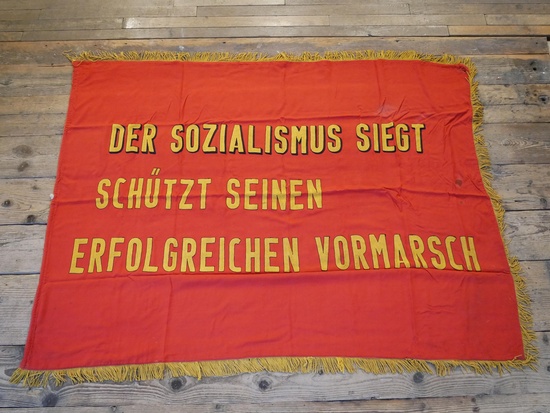 DER SOZIALISMUS SIEGT
SCHÜTZT SEINEN
ERFOLGREICHEN VORMARSCH